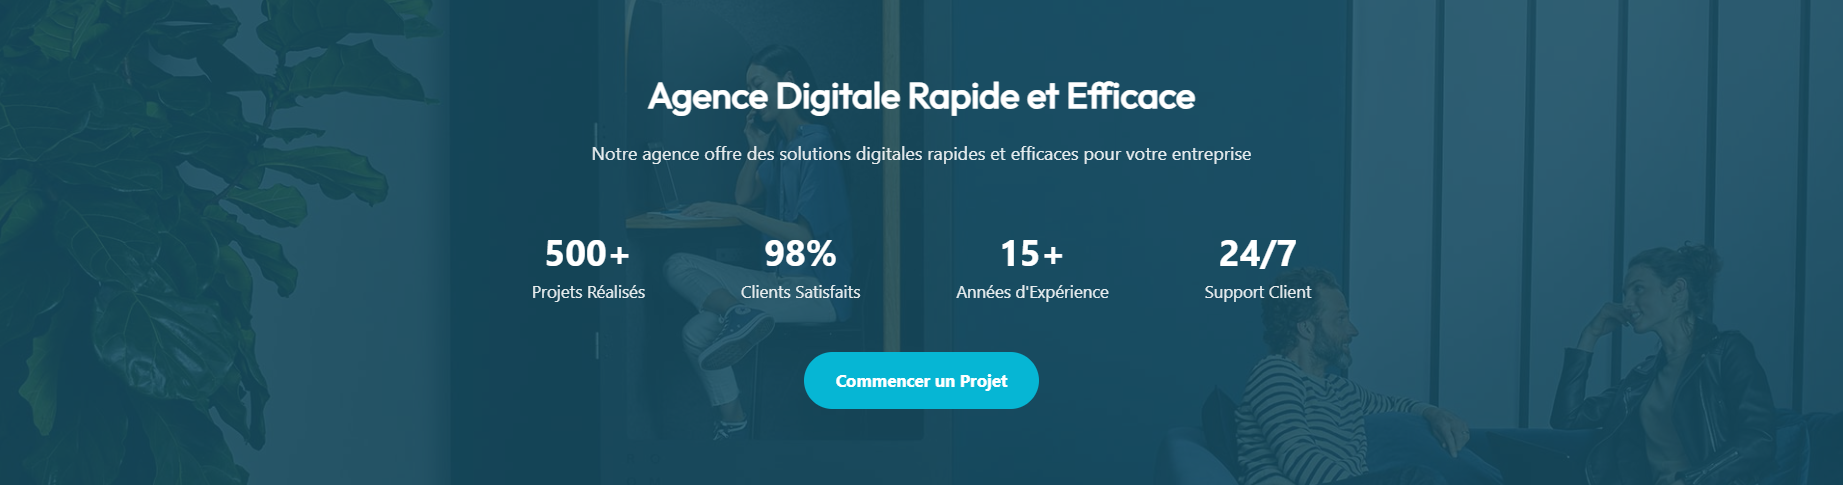 Agence Digitale Rapide et Efficace
Notre agence offre des solutions digitales rapides et efficaces pour votre entreprise
500+ 98% 15+ 24/7
Projets Réalisés Clients Satisfaits Années d'Expérience Support Client
Commencer un Projet